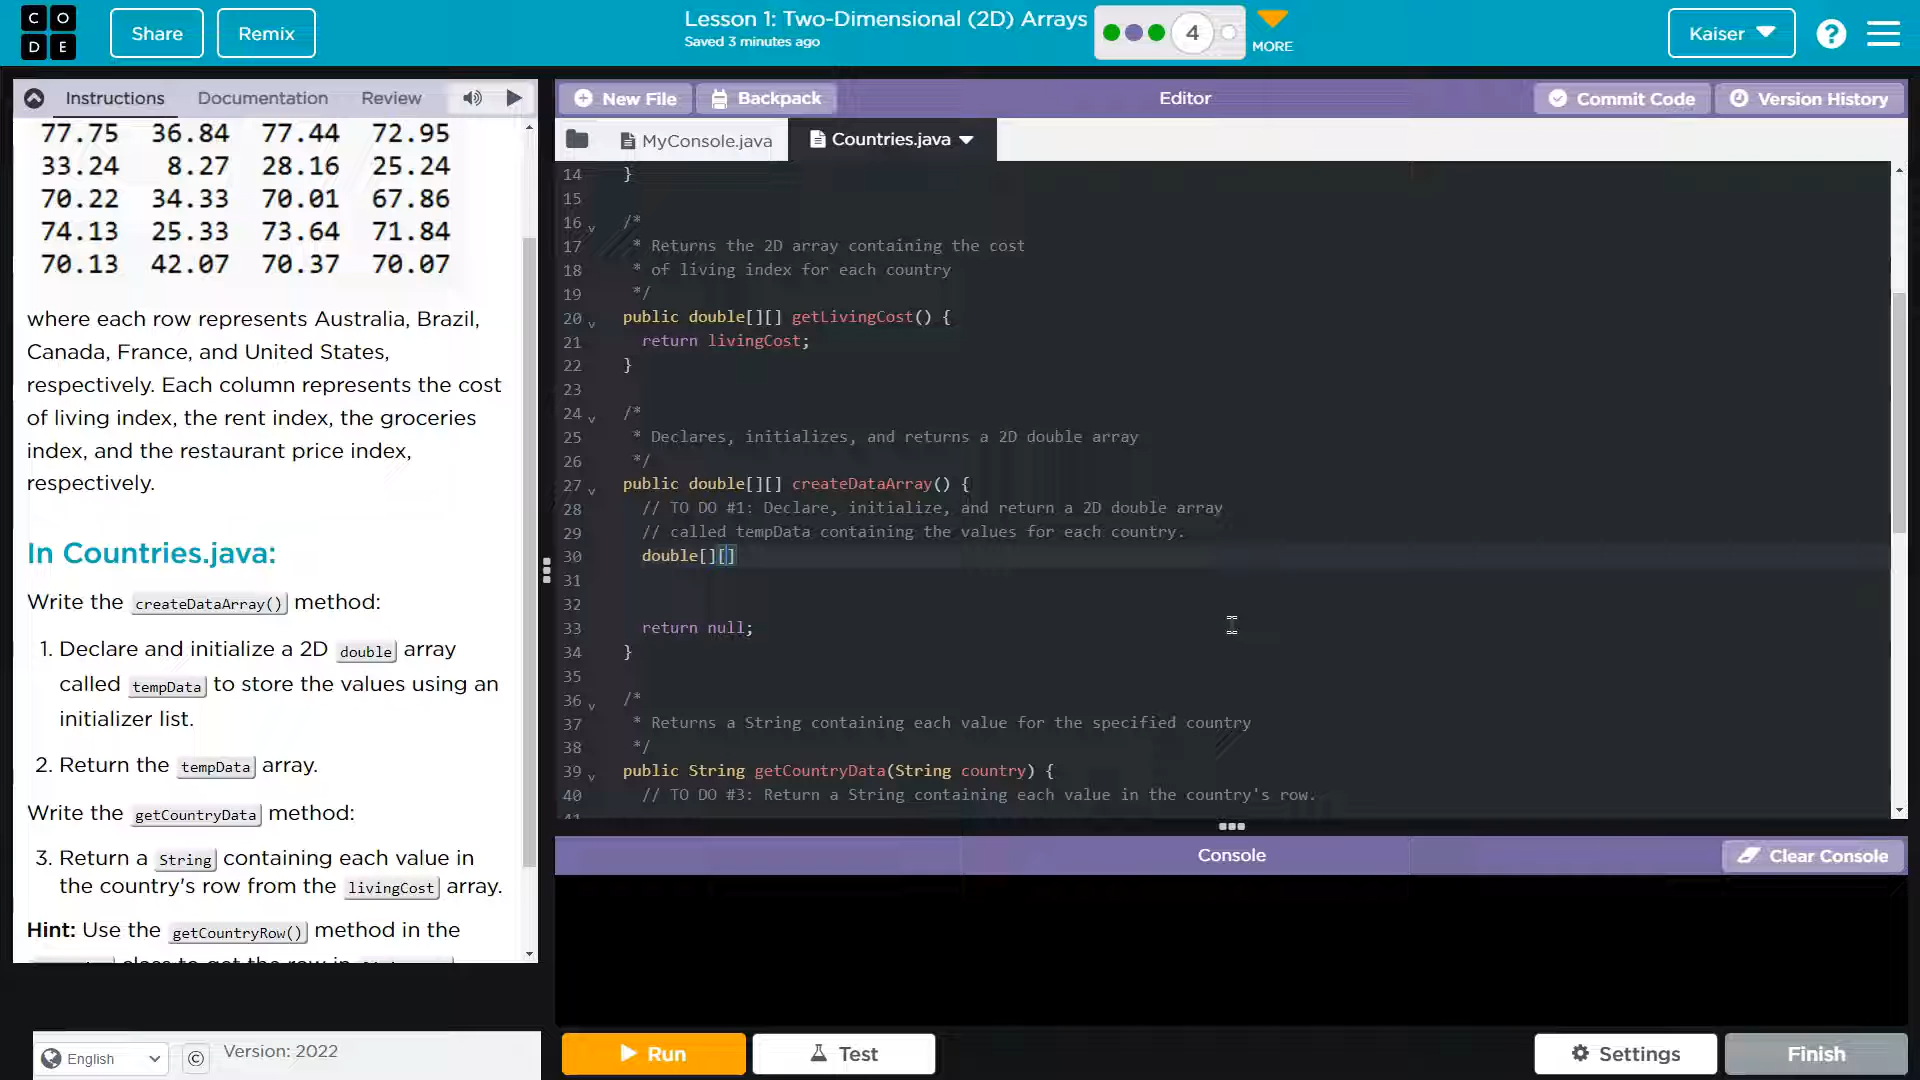 C O
D E
Share
Remix
Lesson 1: Two-Dimensional (2D) Arrays
Saved 3 minutes ago
4
MORE
Kaiser
?
Instructions
Documentation
Review
77.75 36.84 77.44 72.95
33.24 8.27 28.16 25.24
70.22 34.33 70.01 67.86
74.13 25.33 73.64 71.84
70.13 42.07 70.37 70.07
where each row represents Australia, Brazil,
Canada, France, and United States,
respectively. Each column represents the cost
of living index, the rent index, the groceries
index, and the restaurant price index,
respectively.
In Countries.java:
Write the createDataArray() method:
1. Declare and initialize a 2D double array
called tempData to store the values using an
initializer list.
2. Return the tempData array.
Write the getCountryData method:
3. Return a String containing each value in
the country's row from the livingCost array.
Hint: Use the getCountryRow() method in the
class to get the row in
English
©
Version: 2022
New File
Backpack
Editor
Commit Code
Version History
MyConsole.java
Countries.java
14 }
15
16 /*
17 * Returns the 2D array containing the cost
18 * of living index for each country
19 */
20 public double[][] getLivingCost() {
21 return livingCost;
22 }
23
24 /*
25 * Declares, initializes, and returns a 2D double array
26 */
27 public double[][] createDataArray() {
28 // TO DO #1: Declare, initialize, and return a 2D double array
29 // called tempData containing the values for each country.
30 double[][]
31
32
33 return null;
34 }
35
36 /*
37 * Returns a String containing each value for the specified country
38 */
39 public String getCountryData(String country) {
40 // TO DO #3: Return a String containing each value in the country's row.
41
Console
Clear Console
Run
Test
Settings
Finish